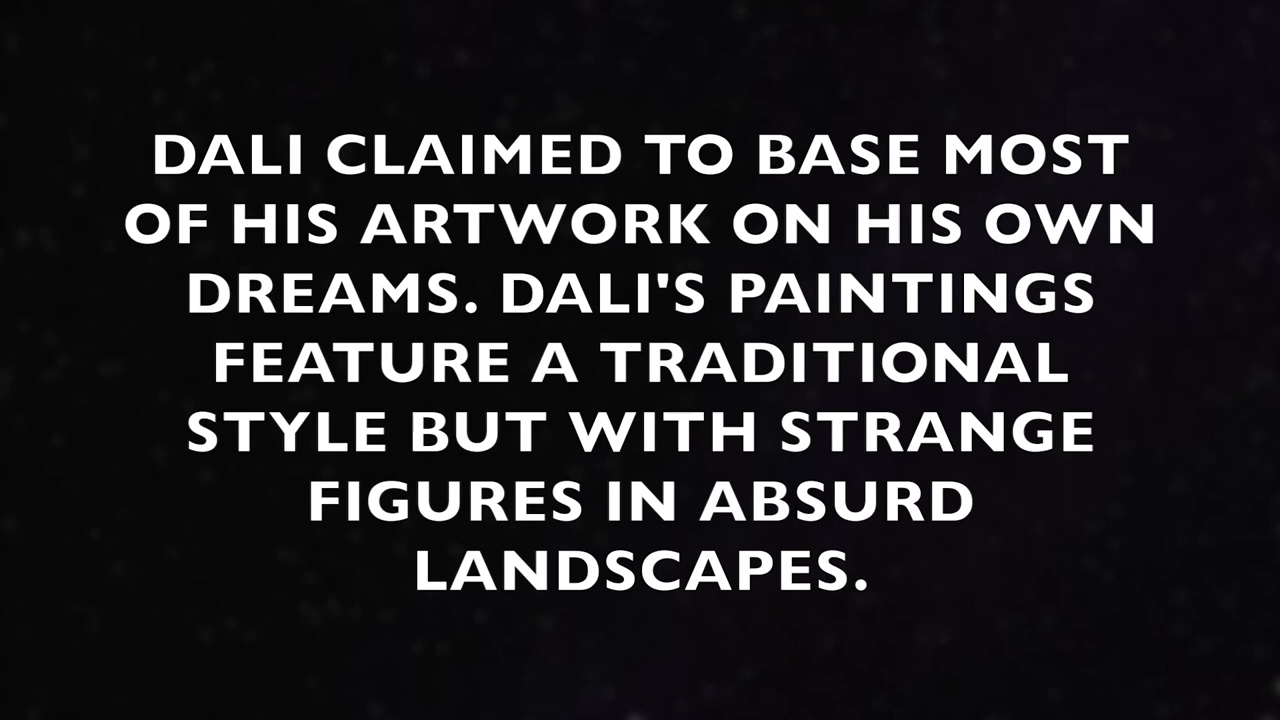 DALI CLAIMED TO BASE MOST
OF HIS ARTWORK ON HIS OWN
DREAMS. DALI'S PAINTINGS
FEATURE A TRADITIONAL
STYLE BUT WITH STRANGE
FIGURES IN ABSURD
LANDSCAPES.